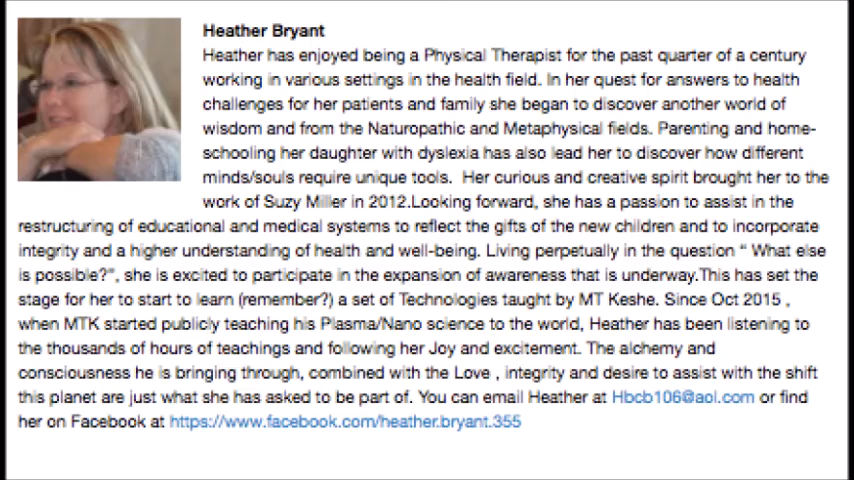 Heather Bryant
Heather has enjoyed being a Physical Therapist for the past quarter of a century
working in various settings in the health field. In her quest for answers to health
challenges for her patients and family she began to discover another world of
wisdom and from the Naturopathic and Metaphysical fields. Parenting and home-
schooling her daughter with dyslexia has also lead her to discover how different
minds/souls require unique tools.  Her curious and creative spirit brought her to the
work of Suzy Miller in 2012.Looking forward, she has a passion to assist in the
restructuring of educational and medical systems to reflect the gifts of the new children and to incorporate
integrity and a higher understanding of health and well-being. Living perpetually in the question “ What else
is possible?”, she is excited to participate in the expansion of awareness that is underway.This has set the
stage for her to start to learn (remember?) a set of Technologies taught by MT Keshe. Since Oct 2015 ,
when MTK started publicly teaching his Plasma/Nano science to the world, Heather has been listening to
the thousands of hours of teachings and following her Joy and excitement. The alchemy and
consciousness he is bringing through, combined with the Love , integrity and desire to assist with the shift
this planet are just what she has asked to be part of. You can email Heather at Hbcb106@aol.com or find
her on Facebook at https://www.facebook.com/heather.bryant.355